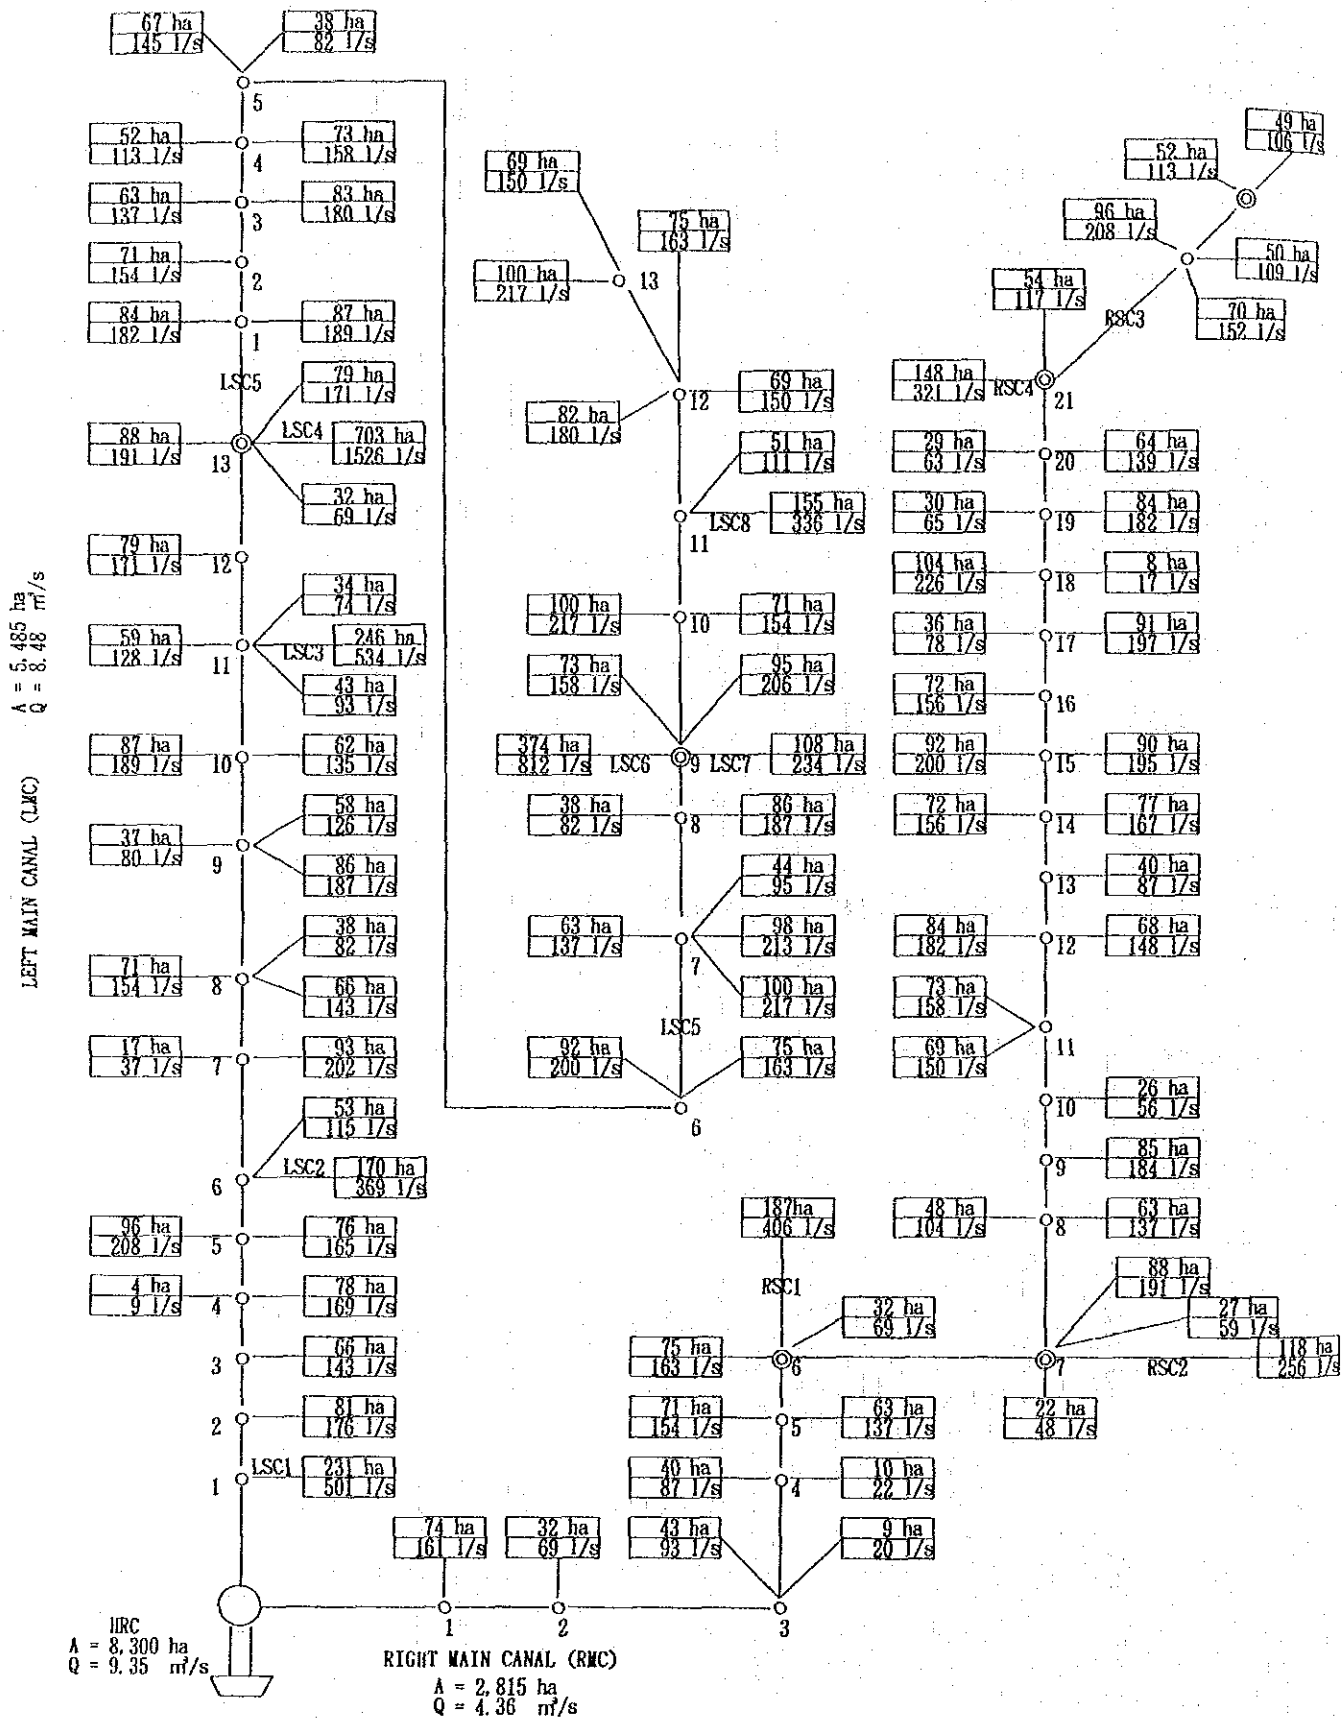 67 ha
145 l/s
38 ha
82 l/s
5
52 ha
113 l/s
73 ha
158 l/s
4
63 ha
137 l/s
83 ha
180 l/s
3
71 ha
154 l/s
2
84 ha
182 l/s
87 ha
189 l/s
1
LSC5
79 ha
171 l/s
88 ha
191 l/s
13
LSC4
703 ha
1526 l/s
32 ha
69 l/s
79 ha
171 l/s
12
34 ha
74 l/s
59 ha
128 l/s
11
LSC3
246 ha
534 l/s
43 ha
93 l/s
87 ha
189 l/s
10
62 ha
135 l/s
58 ha
126 l/s
37 ha
80 l/s
9
86 ha
187 l/s
38 ha
82 l/s
71 ha
154 l/s
8
66 ha
143 l/s
17 ha
37 l/s
7
93 ha
202 l/s
53 ha
115 l/s
6
LSC2
170 ha
369 l/s
96 ha
208 l/s
5
76 ha
165 l/s
4 ha
9 l/s
4
78 ha
169 l/s
3
66 ha
143 l/s
2
81 ha
176 l/s
1
LSC1
231 ha
501 l/s
LEFT MAIN CANAL (LMC)
A = 5,485 ha
Q = 8.48 m³/s
HRC
A = 8,300 ha
Q = 9.35 m³/s
69 ha
150 l/s
75 ha
163 l/s
100 ha
217 l/s
13
82 ha
180 l/s
12
69 ha
150 l/s
51 ha
111 l/s
11
LSC8
155 ha
336 l/s
100 ha
217 l/s
10
71 ha
154 l/s
73 ha
158 l/s
95 ha
206 l/s
374 ha
812 l/s
LSC6
9
LSC7
108 ha
234 l/s
38 ha
82 l/s
8
86 ha
187 l/s
44 ha
95 l/s
63 ha
137 l/s
7
98 ha
213 l/s
100 ha
217 l/s
LSC5
92 ha
200 l/s
75 ha
163 l/s
6
49 ha
106 l/s
52 ha
113 l/s
96 ha
208 l/s
50 ha
109 l/s
70 ha
152 l/s
RSC3
54 ha
117 l/s
148 ha
321 l/s
RSC4
21
29 ha
63 l/s
20
64 ha
139 l/s
30 ha
65 l/s
19
84 ha
182 l/s
104 ha
226 l/s
18
8 ha
17 l/s
36 ha
78 l/s
17
91 ha
197 l/s
72 ha
156 l/s
16
92 ha
200 l/s
15
90 ha
195 l/s
72 ha
156 l/s
14
77 ha
167 l/s
13
40 ha
87 l/s
84 ha
182 l/s
12
68 ha
148 l/s
73 ha
158 l/s
69 ha
150 l/s
11
10
26 ha
56 l/s
9
85 ha
184 l/s
48 ha
104 l/s
8
63 ha
137 l/s
88 ha
191 l/s
27 ha
59 l/s
7
RSC2
118 ha
256 l/s
22 ha
48 l/s
187ha
406 l/s
RSC1
32 ha
69 l/s
75 ha
163 l/s
6
71 ha
154 l/s
5
63 ha
137 l/s
40 ha
87 l/s
4
10 ha
22 l/s
74 ha
161 l/s
32 ha
69 l/s
43 ha
93 l/s
9 ha
20 l/s
1
2
3
RIGHT MAIN CANAL (RMC)
A = 2,815 ha
Q = 4.36 m³/s